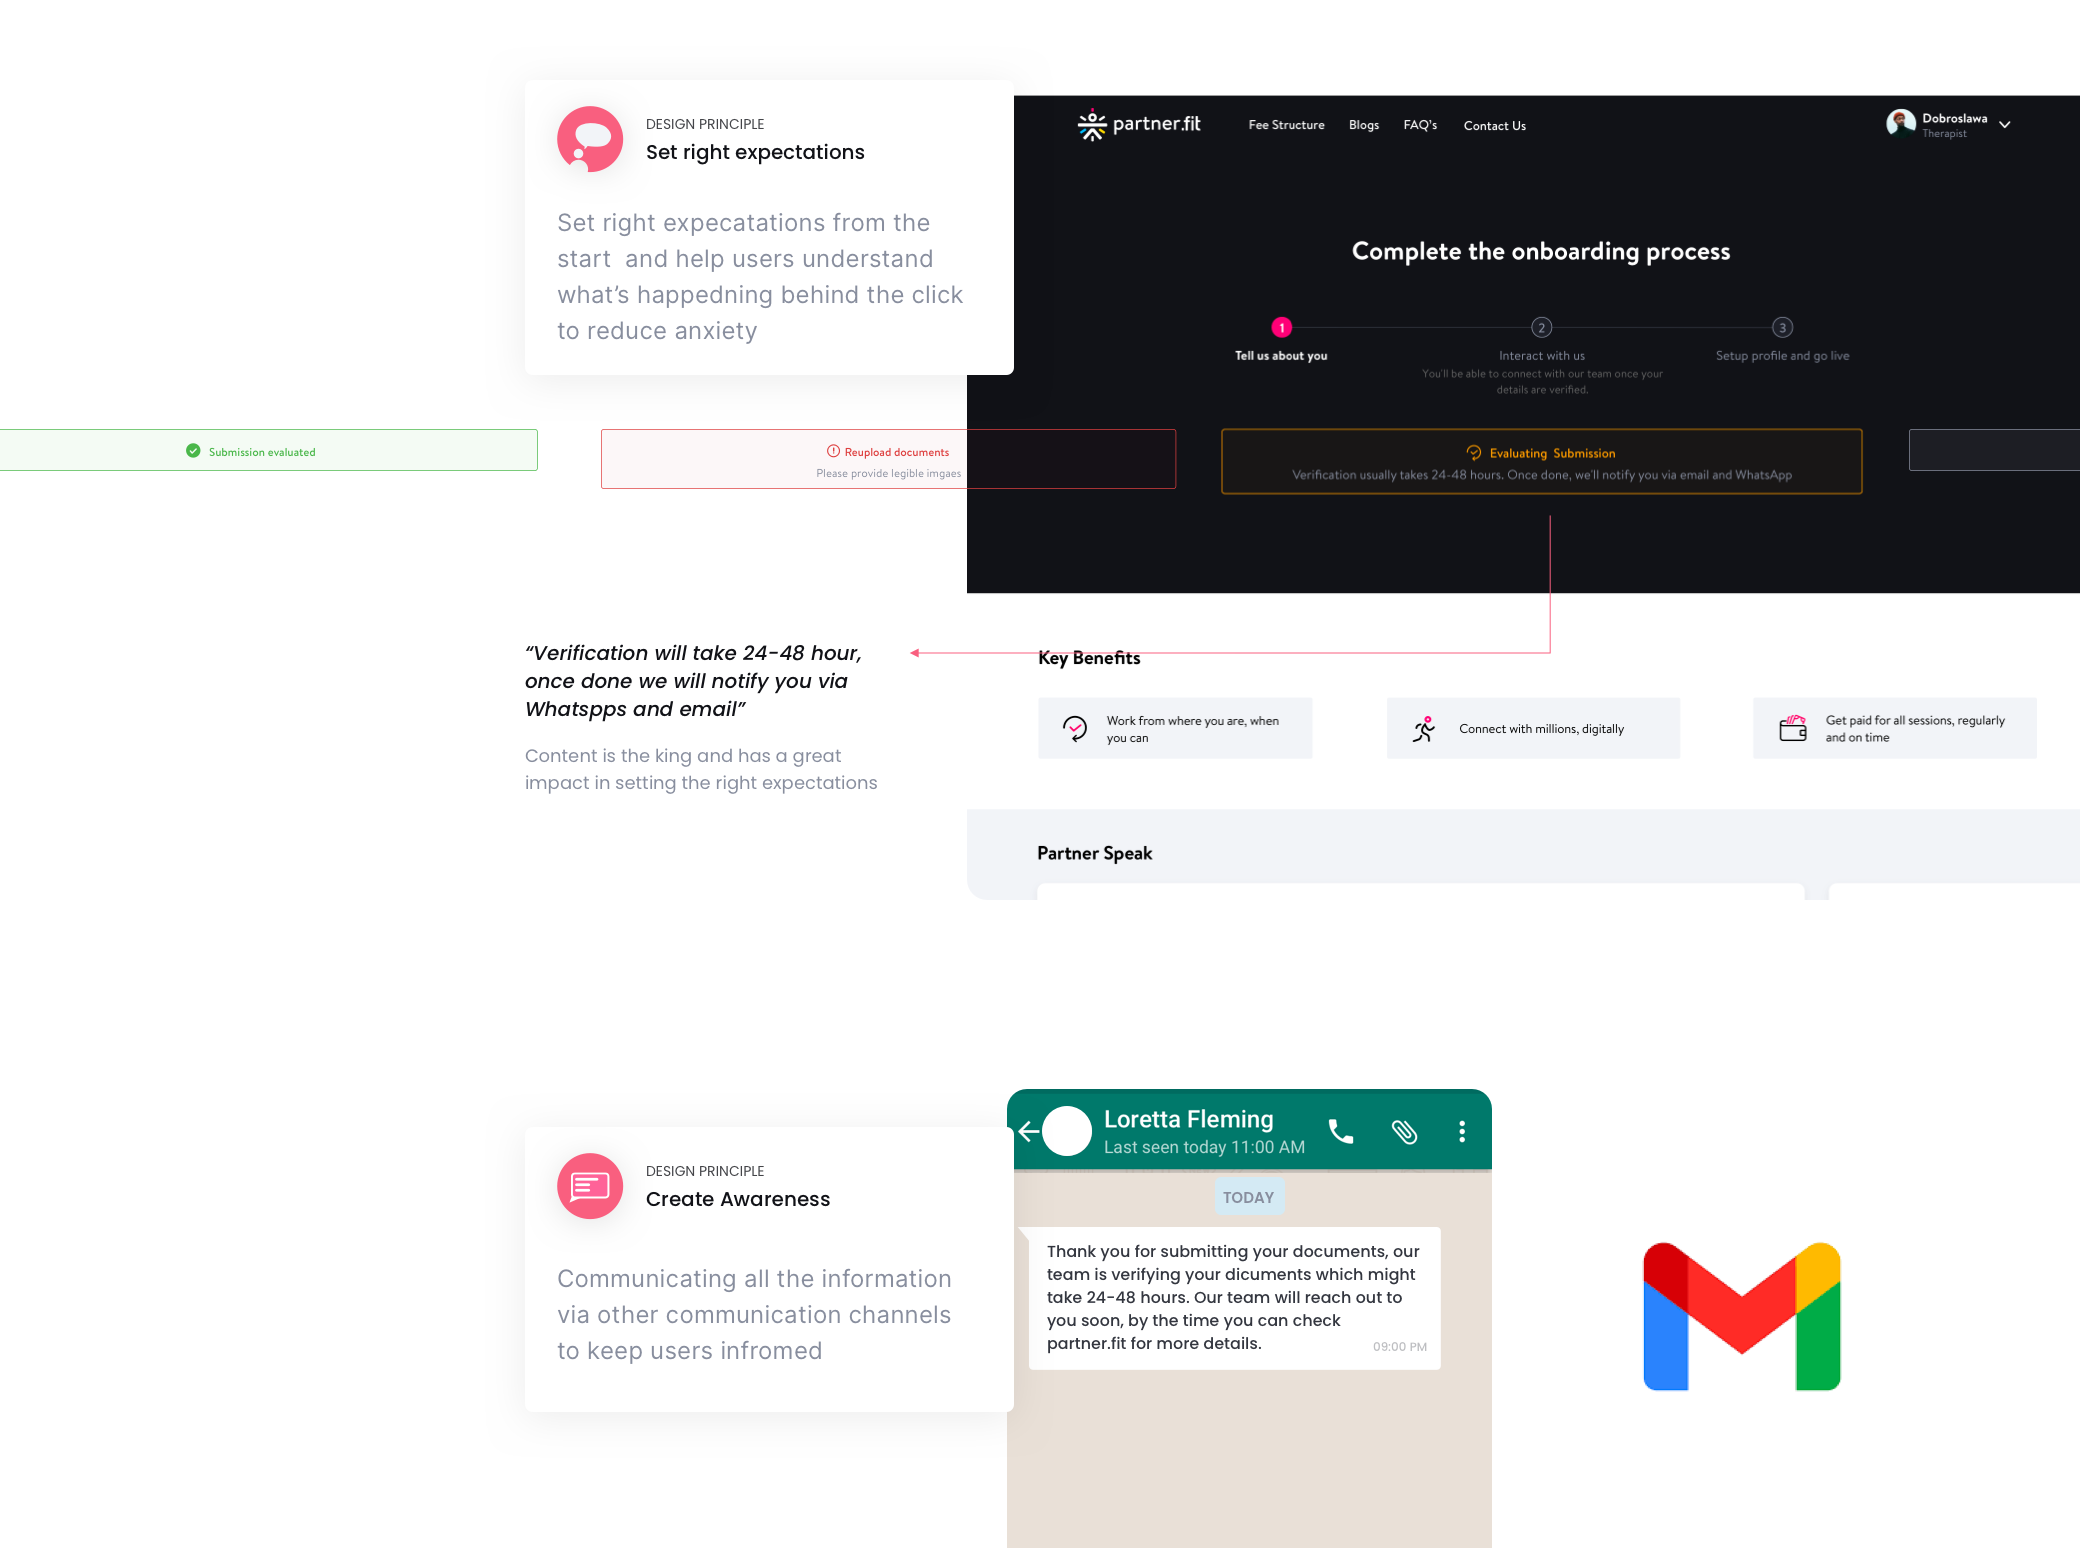 DESIGN PRINCIPLE
Set right expectations
Set right expecatations from the
start  and help users understand
what’s happedning behind the click
to reduce anxiety
partner.fit
Fee Structure
Blogs
FAQ's
Contact Us
Dobroslawa
Therapist
Complete the onboarding process
1
2
3
Tell us about you
Interact with us
Setup profile and go live
You'll be able to connect with our team once your
details are verified.
Submission evaluated
Reupload documents
Please provide legible imgaes
Evaluating  Submission
Verification usually takes 24-48 hours. Once done, we'll notify you via email and WhatsApp
“Verification will take 24-48 hour,
once done we will notify you via
Whatspps and email”
Content is the king and has a great
impact in setting the right expectations
Key Benefits
Work from where you are, when
you can
Connect with millions, digitally
Get paid for all sessions, regularly
and on time
Partner Speak
DESIGN PRINCIPLE
Create Awareness
Communicating all the information
via other communication channels
to keep users infromed
Loretta Fleming
Last seen today 11:00 AM
TODAY
Thank you for submitting your documents, our
team is verifying your dicuments which might
take 24-48 hours. Our team will reach out to
you soon, by the time you can check
partner.fit for more details.
09:00 PM